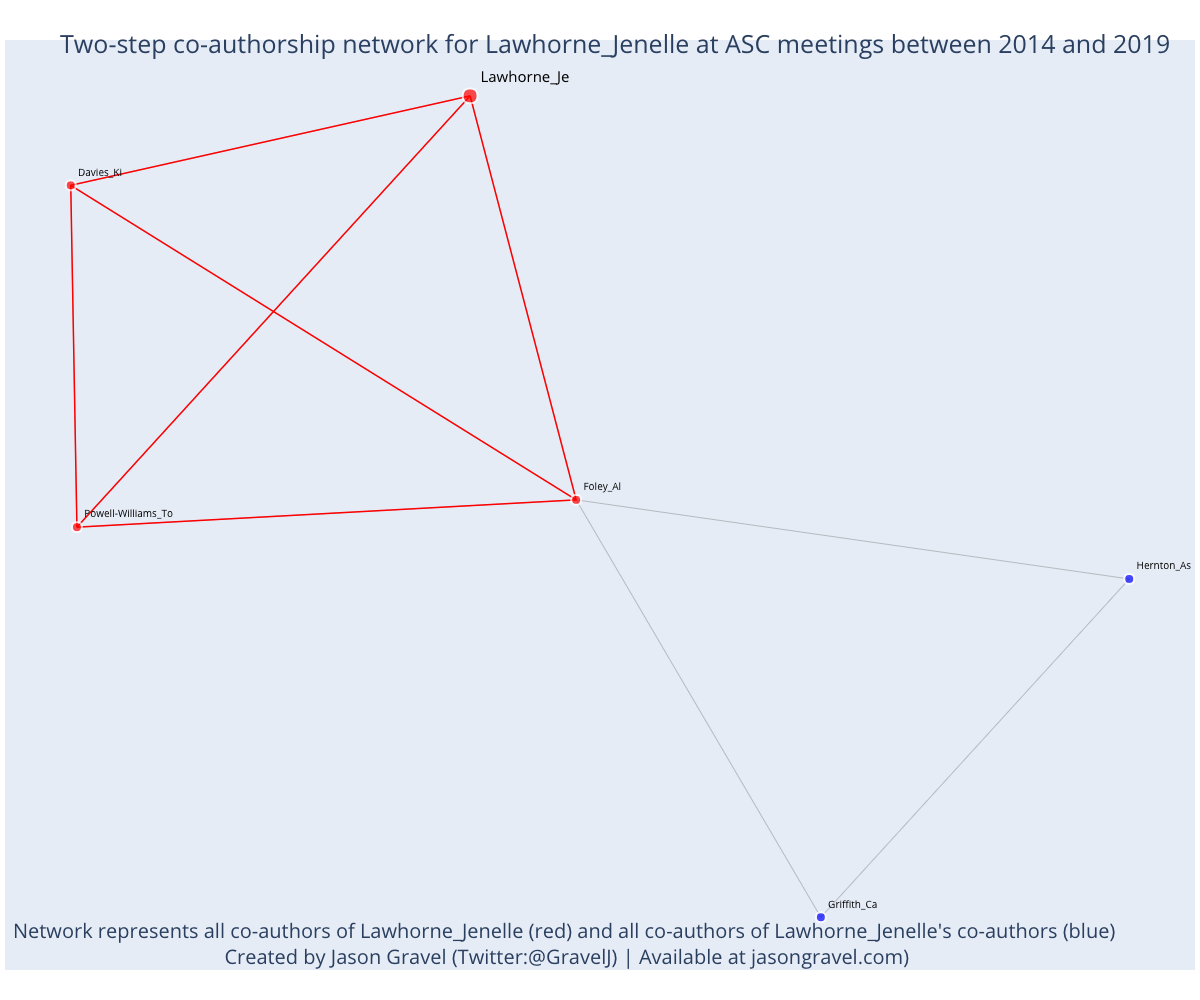 Two-step co-authorship network for Lawhorne_Jenelle at ASC meetings between 2014 and 2019
Lawhorne_Je
Davies_Ki
Foley_Al
Powell-Williams_To
Hernton_As
Griffith_Ca
Network represents all co-authors of Lawhorne_Jenelle (red) and all co-authors of Lawhorne_Jenelle's co-authors (blue)
Created by Jason Gravel (Twitter:@GravelJ) | Available at jasongravel.com)